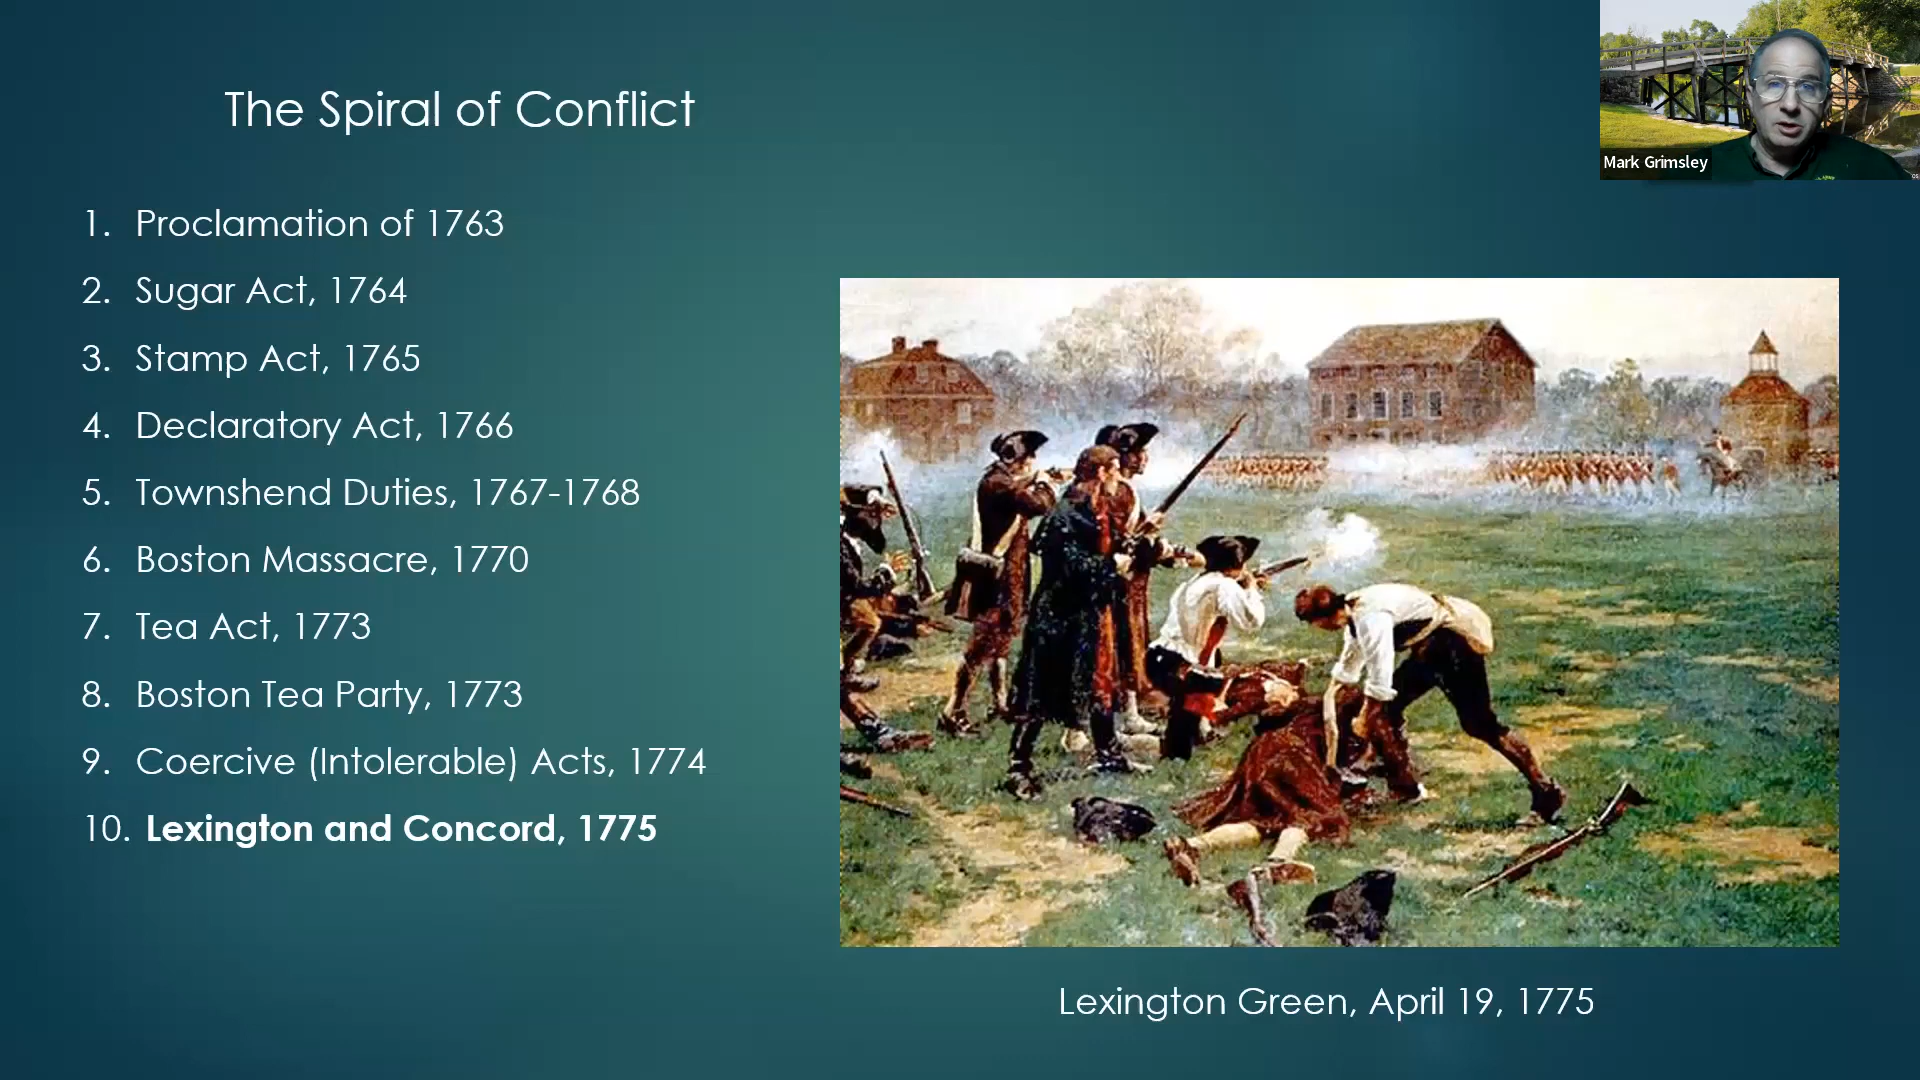 The Spiral of Conflict
Mark Grimsley
1. Proclamation of 1763
2. Sugar Act, 1764
3. Stamp Act, 1765
4. Declaratory Act, 1766
5. Townshend Duties, 1767-1768
6. Boston Massacre, 1770
7. Tea Act, 1773
8. Boston Tea Party, 1773
9. Coercive (Intolerable) Acts, 1774
10. Lexington and Concord, 1775
Lexington Green, April 19, 1775